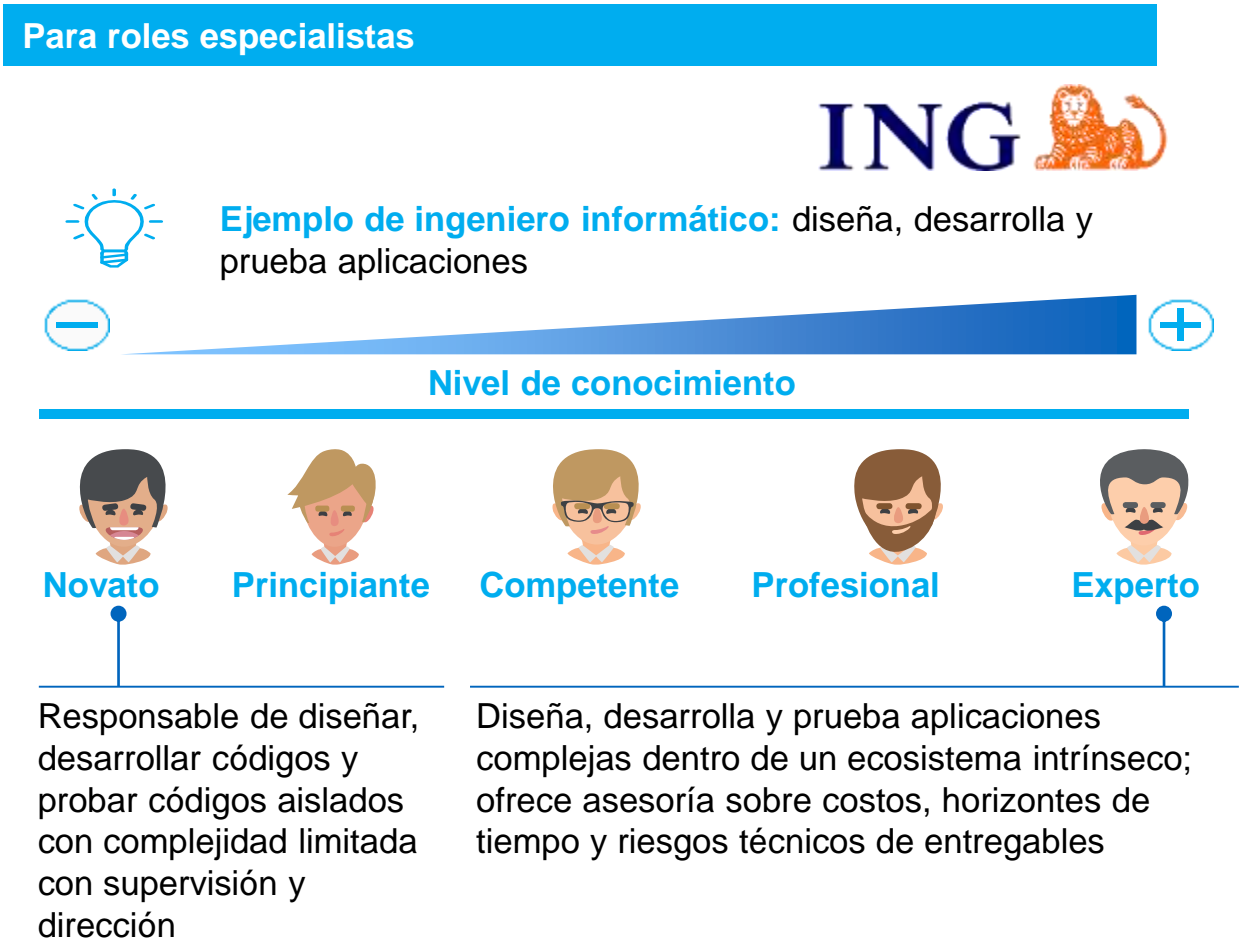 Para roles especialistas
ING
Ejemplo de ingeniero informático: diseña, desarrolla y
prueba aplicaciones
Nivel de conocimiento
Novato
Principiante
Competente
Profesional
Experto
Responsable de diseñar,
desarrollar códigos y
probar códigos aislados
con complejidad limitada
con supervisión y
dirección
Diseña, desarrolla y prueba aplicaciones
complejas dentro de un ecosistema intrínseco;
ofrece asesoría sobre costos, horizontes de
tiempo y riesgos técnicos de entregables